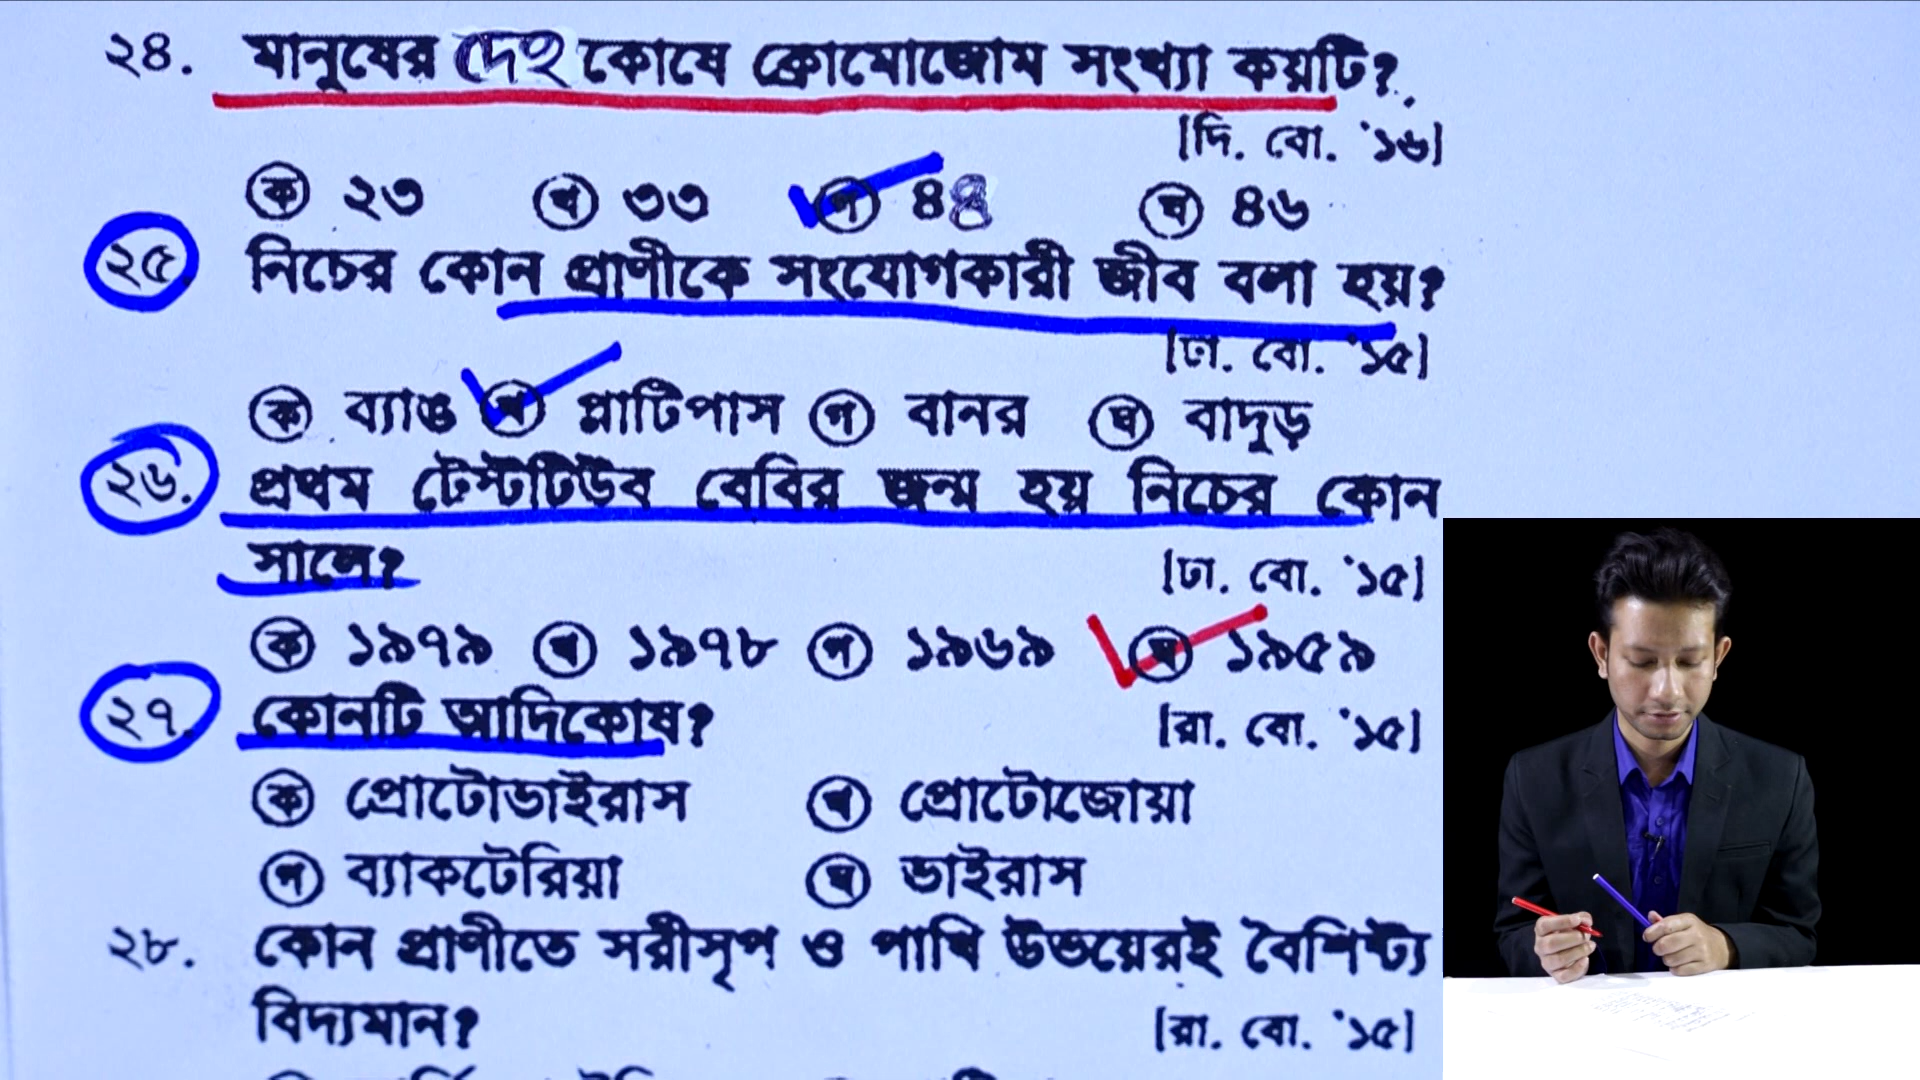 ২৪. মানুষের দেহ কোষে ক্রোমোজোম সংখ্যা কয়টি?
[দি. বো. '১৬]
ক ২৩ খ ৩৩ গ ৪৪ ঘ ৪৬
২৫ নিচের কোন প্রাণীকে সংযোগকারী জীব বলা হয়?
[ঢা. বো. '১৫]
ক ব্যাঙ খ প্লাটিপাস গ বানর ঘ বাদুড়
২৬. প্রথম টেস্টটিউব বেবির জন্ম হয় নিচের কোন
সালে? [ঢা. বো. '১৫]
ক ১৯৭৯ খ ১৯৭৮ গ ১৯৬৯ ঘ ১৯৫৯
২৭. কোনটি আদিকোষ? [রা. বো. '১৫]
ক প্রোটোভাইরাস খ প্রোটোজোয়া
গ ব্যাকটেরিয়া ঘ ভাইরাস
২৮. কোন প্রাণীতে সরীসৃপ ও পাখি উভয়েরই বৈশিষ্ট্য
বিদ্যমান? [রা. বো. '১৫]